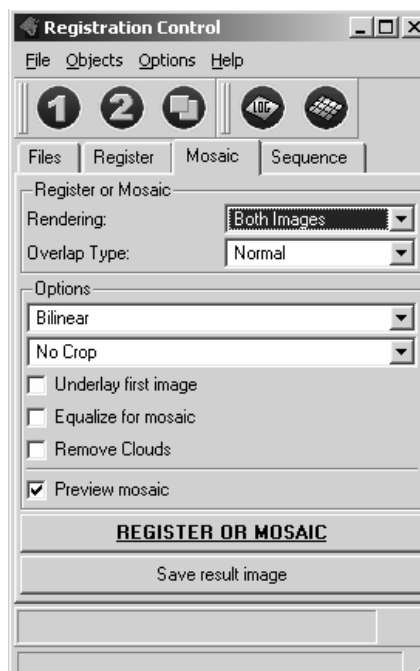 Registration Control
File Objects Options Help
1 2 LOG
Files Register Mosaic Sequence
Register or Mosaic
Rendering: Both Images
Overlap Type: Normal
Options
Bilinear
No Crop
Underlay first image
Equalize for mosaic
Remove Clouds
Preview mosaic
REGISTER OR MOSAIC
Save result image